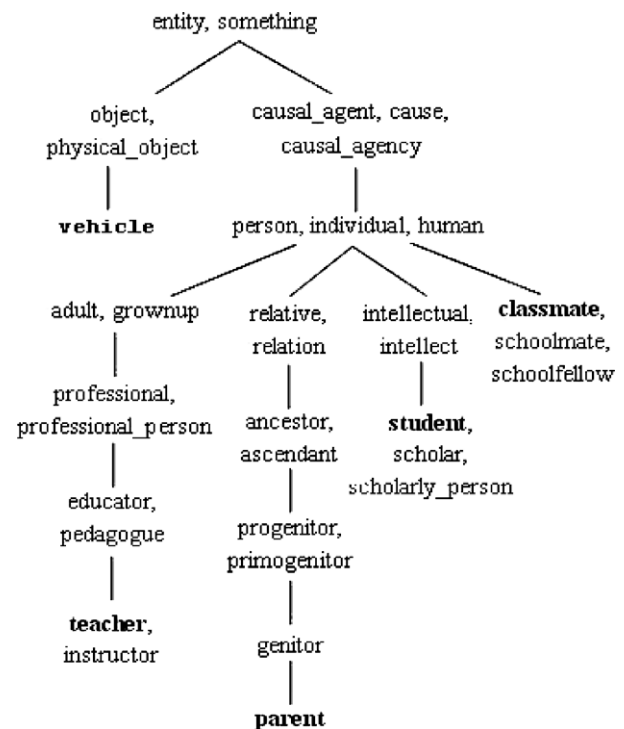 entity, something
object,
physical_object
causal_agent, cause,
causal_agency
vehicle
person, individual, human
adult, grownup
relative,
relation
intellectual,
intellect
classmate,
schoolmate,
schoolfellow
professional,
professional_person
ancestor,
ascendant
student,
scholar,
scholarly_person
educator,
pedagogue
progenitor,
primogenitor
teacher,
instructor
genitor
parent